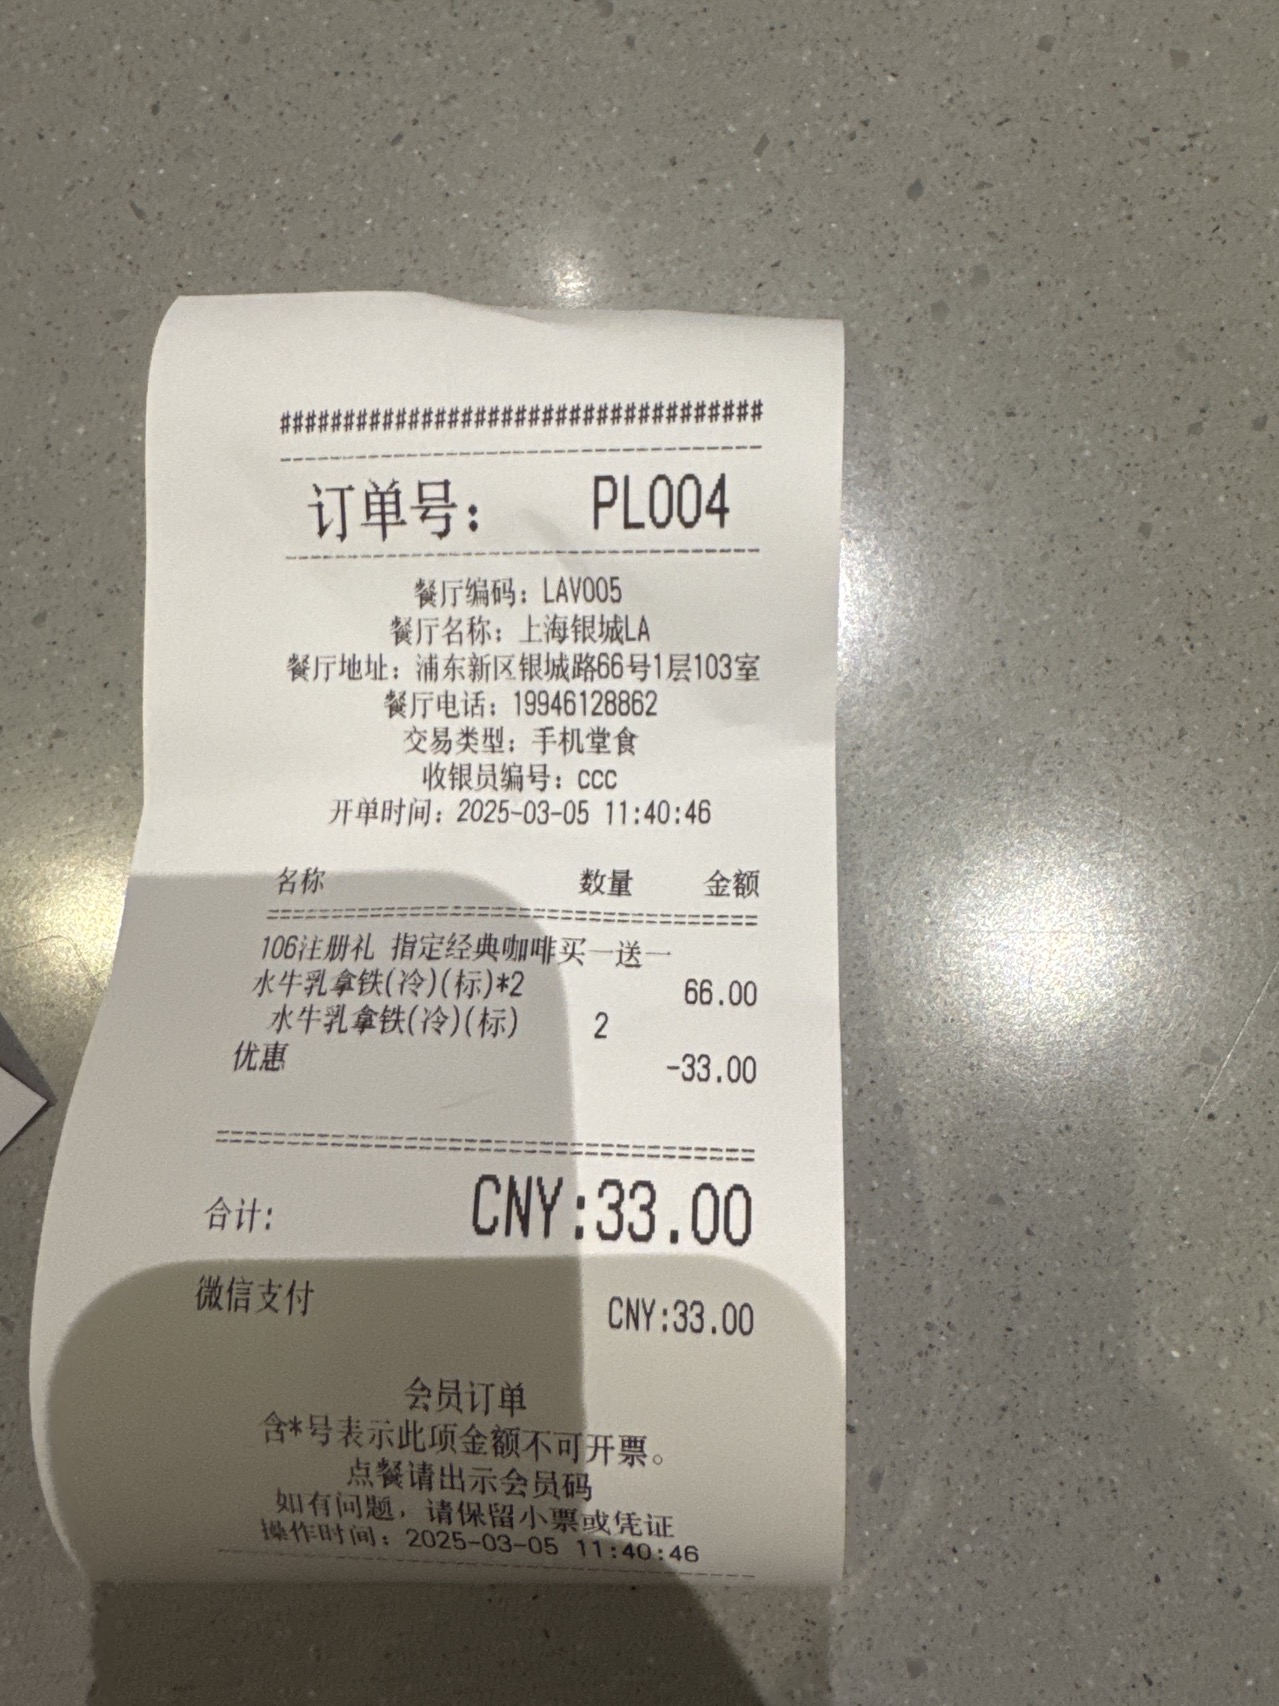 ######################################
订单号： PL004
餐厅编码：LAV005
餐厅名称：上海银城LA
餐厅地址：浦东新区银城路66号1层103室
餐厅电话：19946128862
交易类型：手机堂食
收银员编号：ccc
开单时间：2025-03-05 11:40:46
名称 数量 金额
106注册礼 指定经典咖啡买一送一
水牛乳拿铁(冷)(标)*2 66.00
水牛乳拿铁(冷)(标) 2
优惠 -33.00
合计: CNY:33.00
微信支付 CNY:33.00
会员订单
含*号表示此项金额不可开票。
点餐请出示会员码
如有问题，请保留小票或凭证
操作时间：2025-03-05 11:40:46